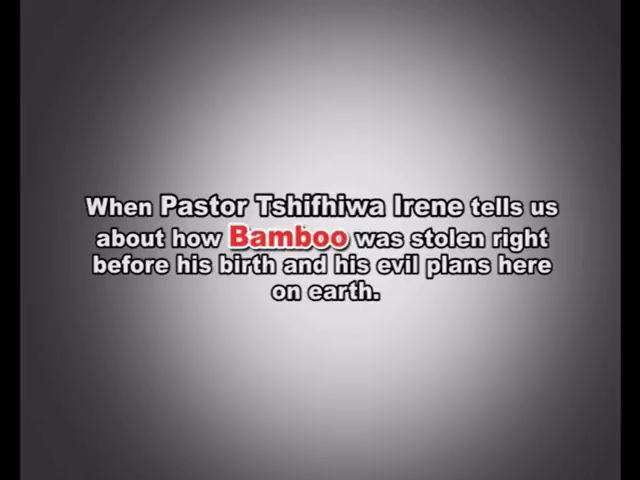 When Pastor Tshifhiwa Irene tells us
about how Bamboo was stolen right
before his birth and his evil plans here
on earth.